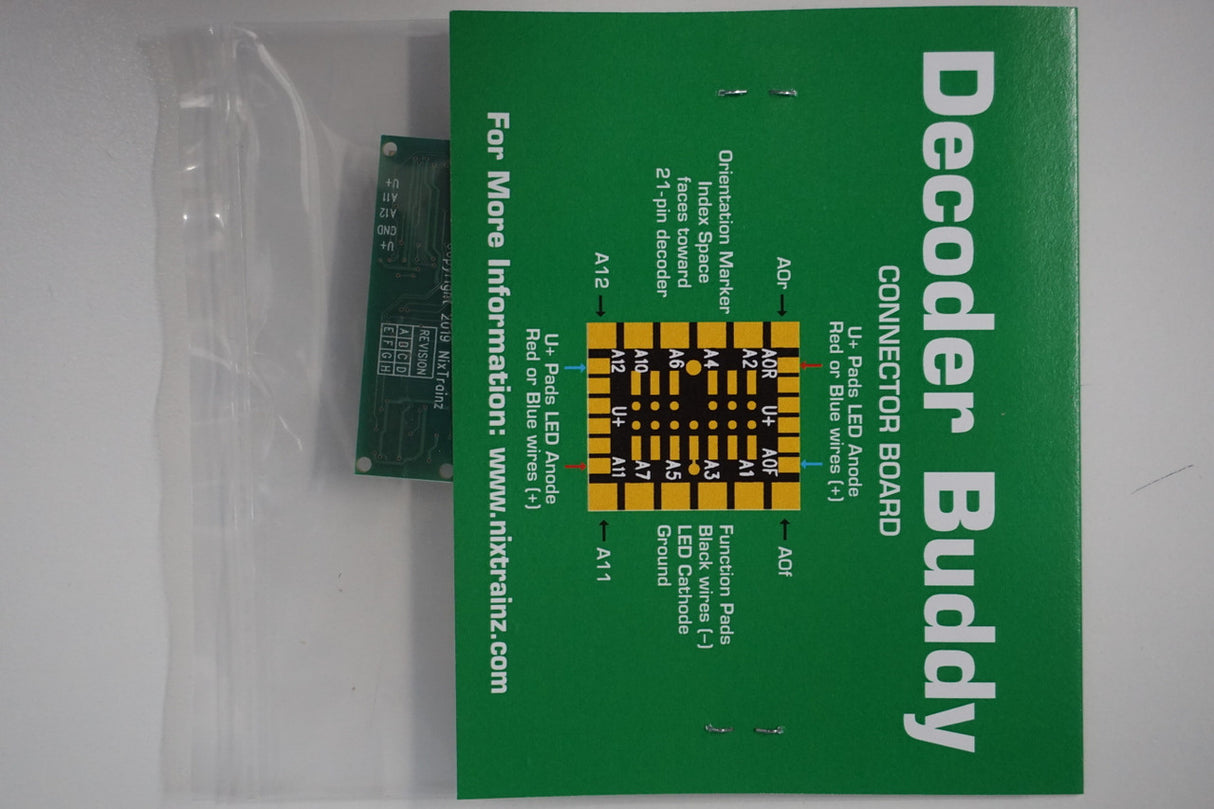 Decoder Buddy
CONNECTOR BOARD
U+ Pads LED Anode
Red or Blue wires (+)
AOr
AOf
Orientation Marker
Index Space
faces toward
21-pin decoder
AOR
U+
AOF
A2
A1
A4
A3
A6
A5
A10
A7
A12
U+
A11
Function Pads
Black wires (–)
LED Cathode
Ground
A12
A11
U+ Pads LED Anode
Red or Blue wires (+)
For More Information: www.nixtrainz.com
2019 NixTrainz
REVISION
A B C D
E F G H
U+
A11
A12
GND
U+